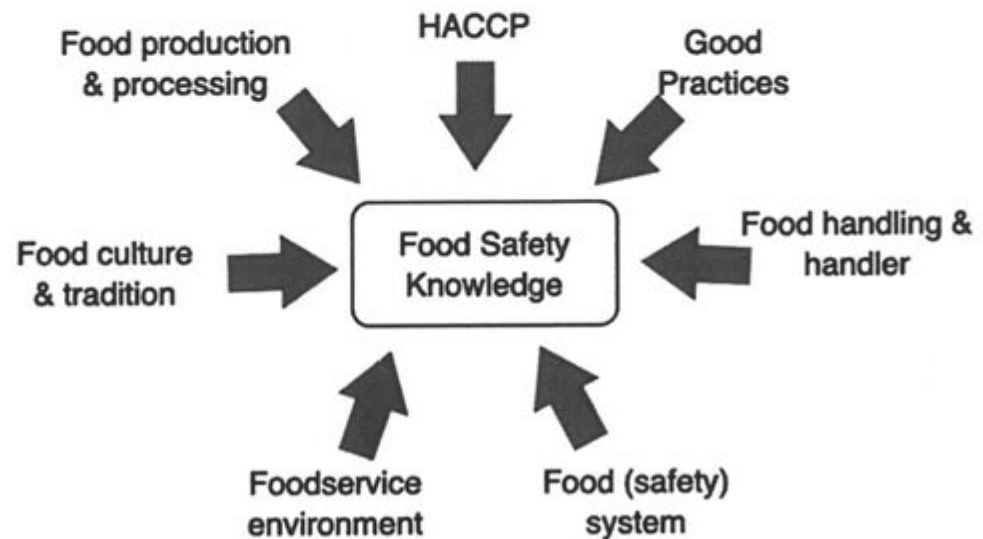 HACCP
Food production
& processing
Good
Practices
Food culture
& tradition
Food Safety
Knowledge
Food handling &
handler
Foodservice
environment
Food (safety)
system